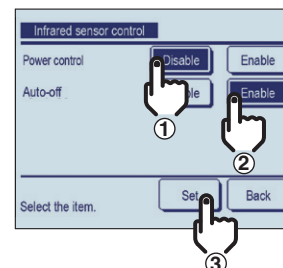 Infrared sensor control
Power control Disable Enable
Auto-off Enable
①
②
Select the item. Set Back
③